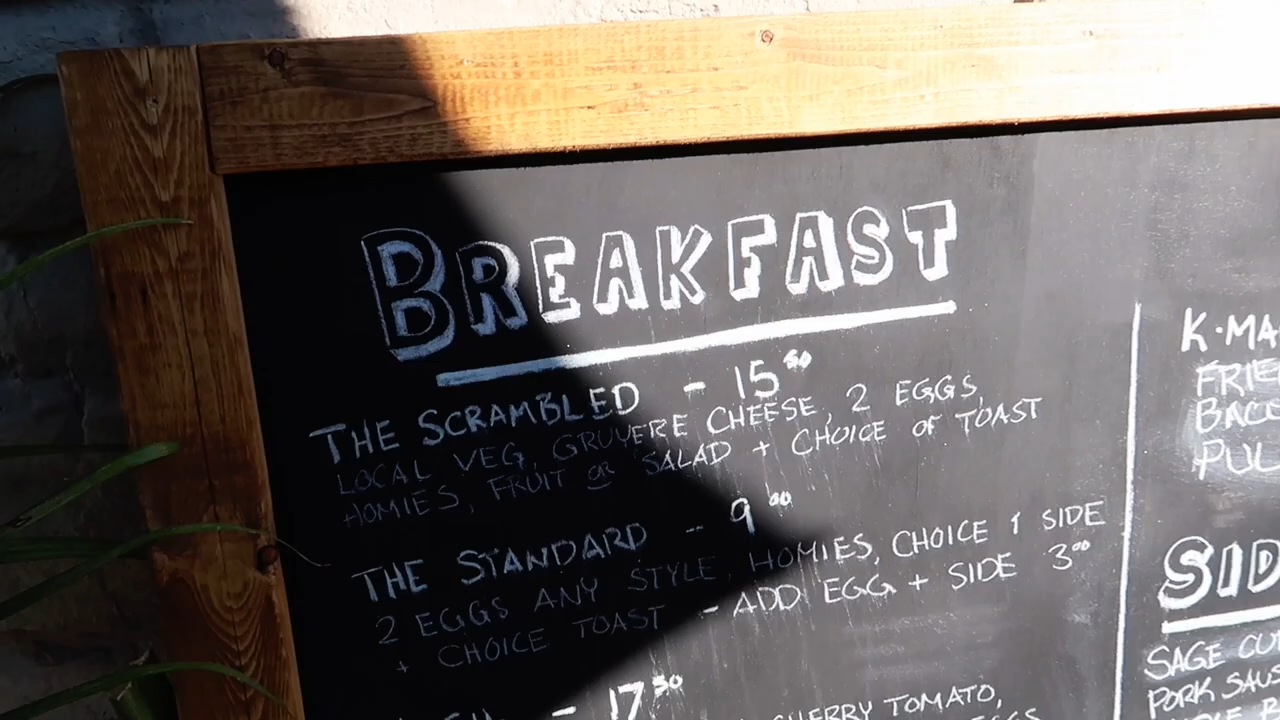 BREAKFAST
THE SCRAMBLED - 15⁵⁰
LOCAL VEG, GRUYERE CHEESE, 2 EGGS,
HOMIES, FRUIT OR SALAD + CHOICE OF TOAST
THE STANDARD - 9⁰⁰
2 EGGS ANY STYLE, HOMIES, CHOICE 1 SIDE
+ CHOICE TOAST - ADD EGG + SIDE 3⁰⁰
- 17⁵⁰
CHERRY TOMATO,
EGGS
K·MA
FRIE
BACO
PUL
SID
SAGE CU
PORK SAUS